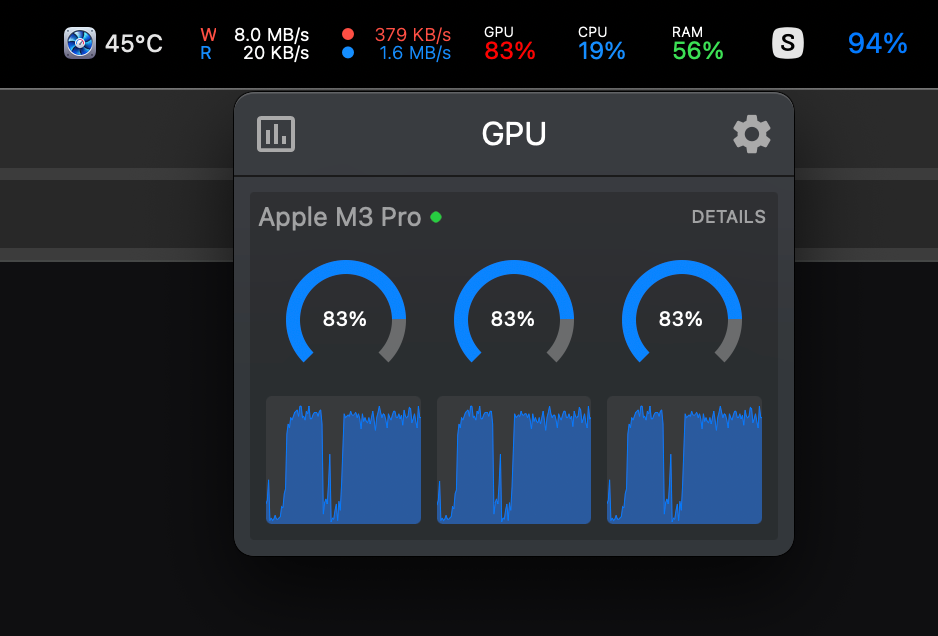 45°C
W 8.0 MB/s
R 20 KB/s
379 KB/s
1.6 MB/s
GPU
83%
CPU
19%
RAM
56%
S
94%
GPU
Apple M3 Pro
DETAILS
83% 83% 83%